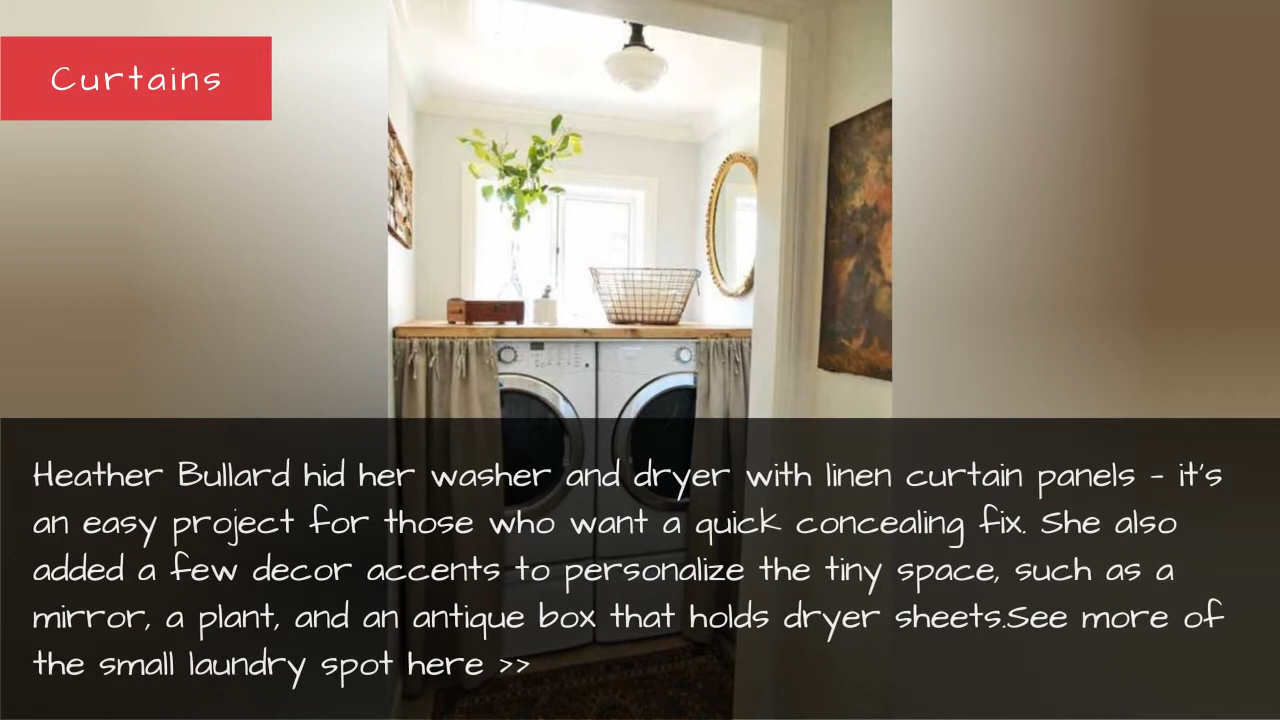 Curtains
Heather Bullard hid her washer and dryer with linen curtain panels - it's
an easy project for those who want a quick concealing fix. She also
added a few decor accents to personalize the tiny space, such as a
mirror, a plant, and an antique box that holds dryer sheets.See more of
the small laundry spot here >>